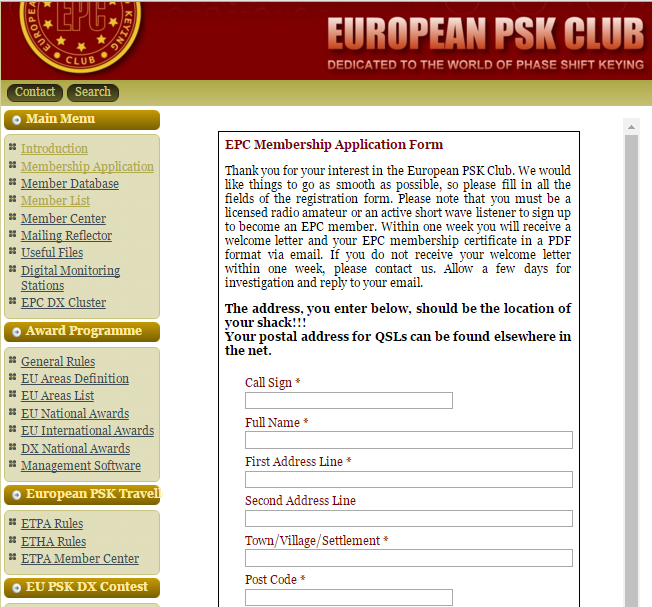 EPC
KEYING
CLUB
EUROPEAN PSK CLUB
DEDICATED TO THE WORLD OF PHASE SHIFT KEYING
Contact Search
Main Menu
Introduction
Membership Application
Member Database
Member List
Member Center
Mailing Reflector
Useful Files
Digital Monitoring
Stations
EPC DX Cluster
Award Programme
General Rules
EU Areas Definition
EU Areas List
EU National Awards
EU International Awards
DX National Awards
Management Software
European PSK Travell
ETPA Rules
ETHA Rules
ETPA Member Center
EU PSK DX Contest
EPC Membership Application Form
Thank you for your interest in the European PSK Club. We would
like things to go as smooth as possible, so please fill in all the
fields of the registration form. Please note that you must be a
licensed radio amateur or an active short wave listener to sign up
to become an EPC member. Within one week you will receive a
welcome letter and your EPC membership certificate in a PDF
format via email. If you do not receive your welcome letter
within one week, please contact us. Allow a few days for
investigation and reply to your email.
The address, you enter below, should be the location of
your shack!!!
Your postal address for QSLs can be found elsewhere in
the net.
Call Sign *
Full Name *
First Address Line *
Second Address Line
Town/Village/Settlement *
Post Code *